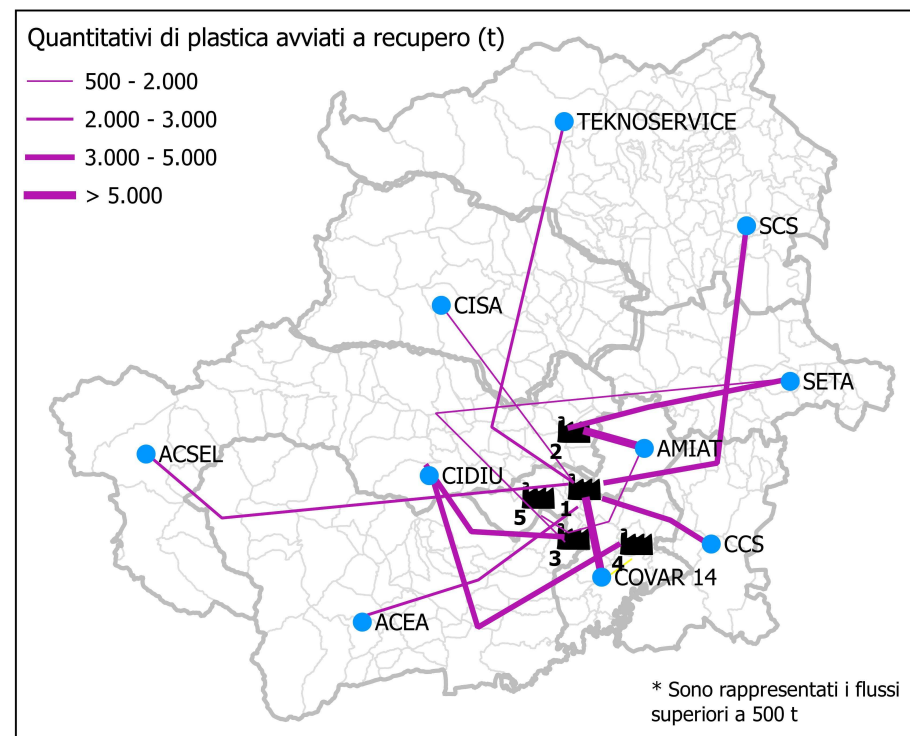 Quantitativi di plastica avviati a recupero (t)
500 - 2.000
2.000 - 3.000
3.000 - 5.000
> 5.000
TEKNOSERVICE
SCS
CISA
SETA
2
AMIAT
ACSEL
CIDIU
1
5
3
4
CCS
COVAR 14
ACEA
* Sono rappresentati i flussi
superiori a 500 t